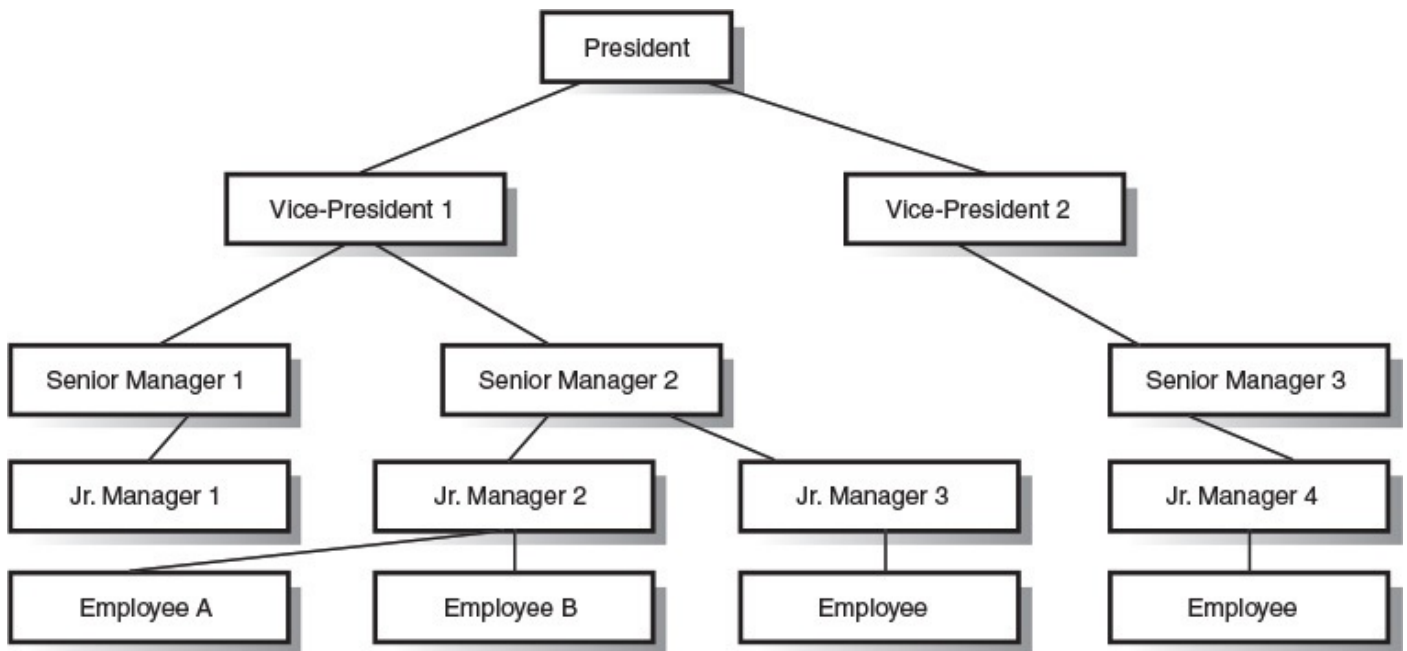 President
Vice-President 1
Vice-President 2
Senior Manager 1
Senior Manager 2
Senior Manager 3
Jr. Manager 1
Jr. Manager 2
Jr. Manager 3
Jr. Manager 4
Employee A
Employee B
Employee
Employee